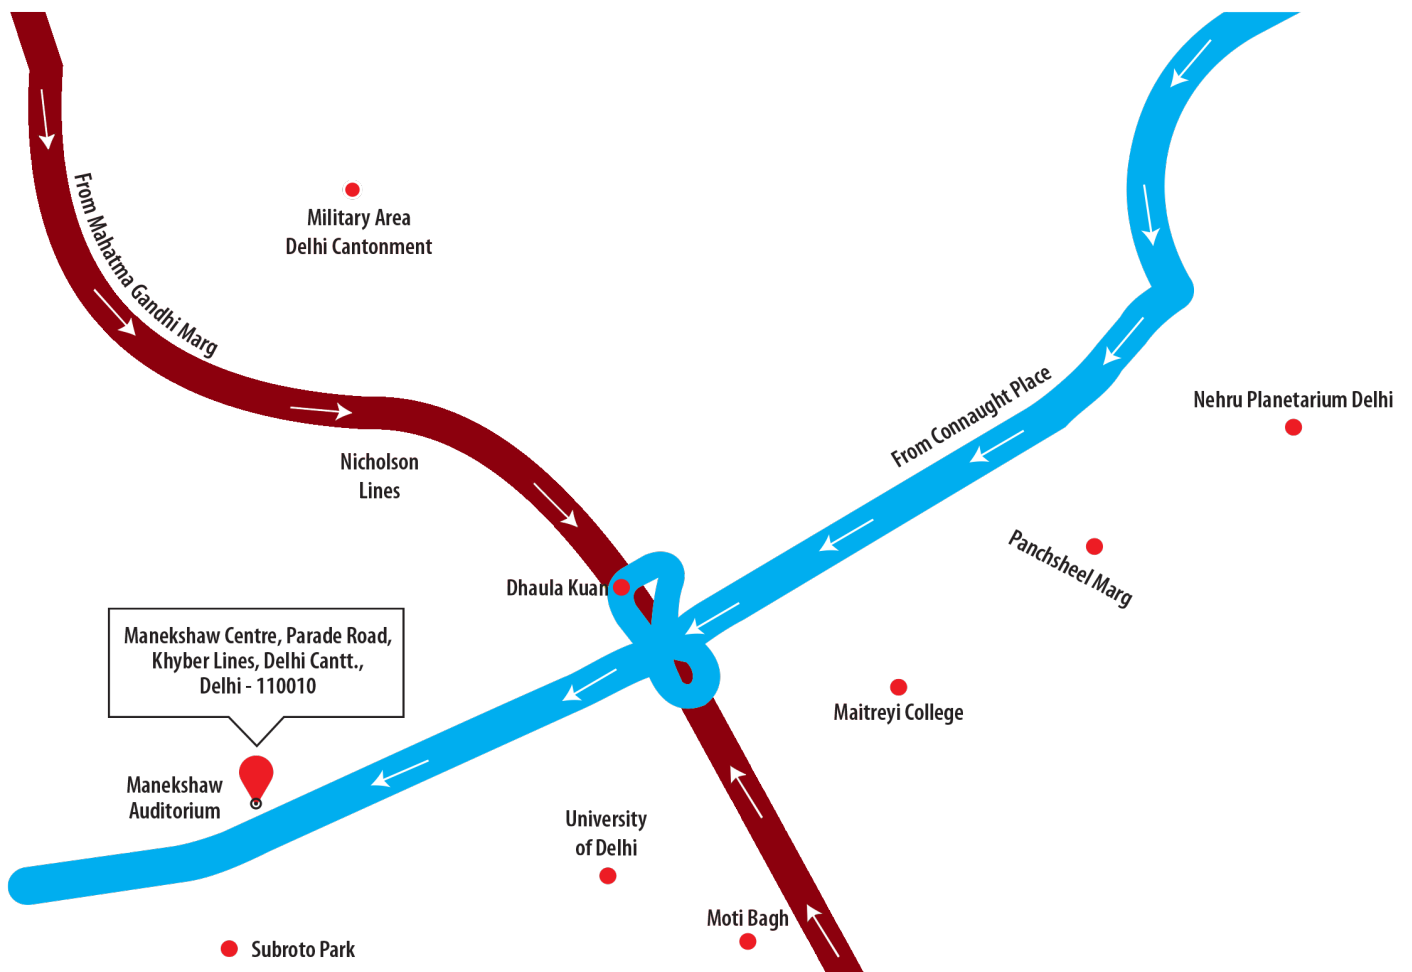 From Mahatma Gandhi Marg
Military Area
Delhi Cantonment
From Connaught Place
Nehru Planetarium Delhi
Nicholson
Lines
Panchsheel Marg
Dhaula Kuan
Manekshaw Centre, Parade Road,
Khyber Lines, Delhi Cantt.,
Delhi - 110010
Maitreyi College
Manekshaw
Auditorium
University
of Delhi
Moti Bagh
Subroto Park